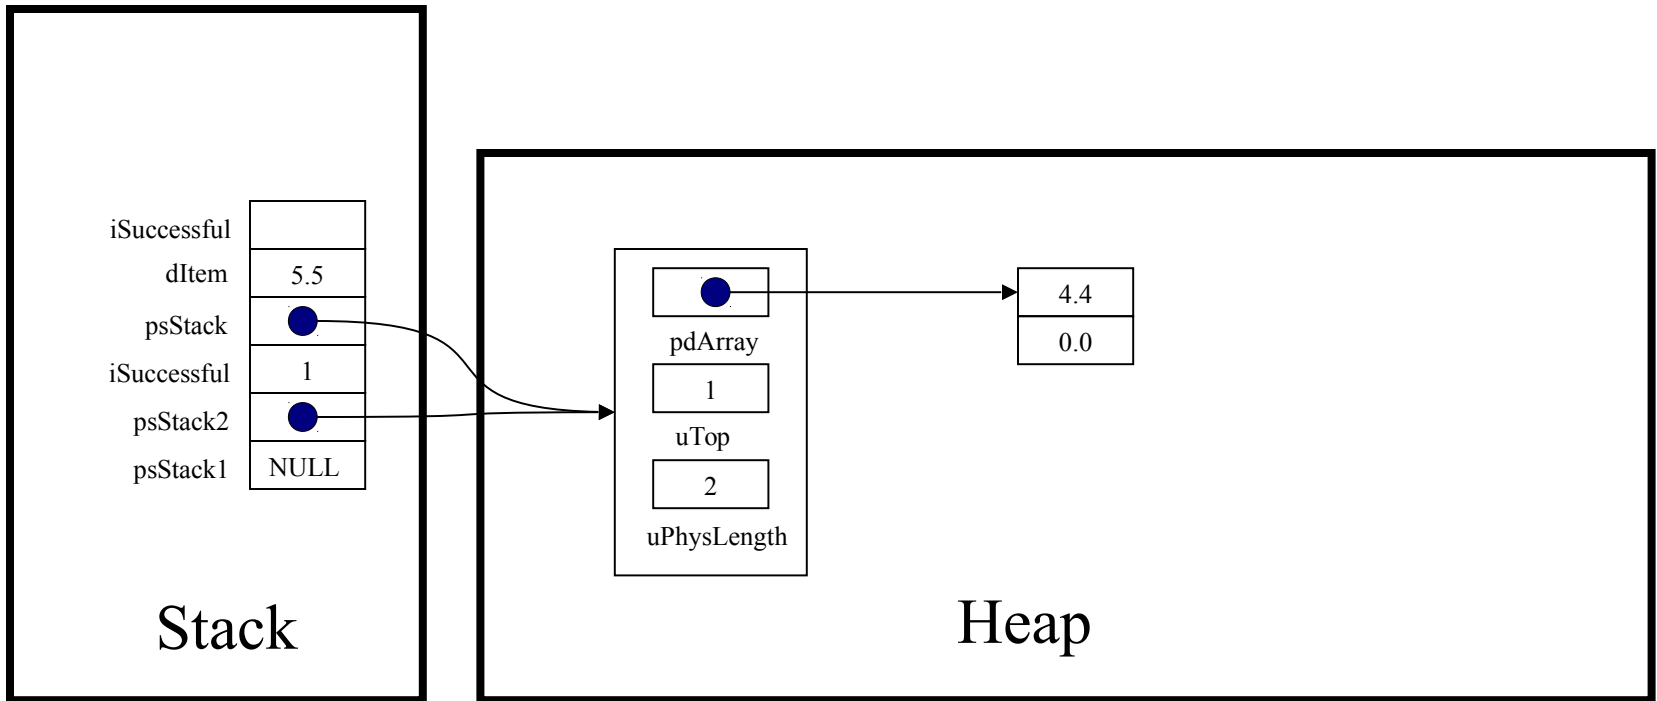 iSuccessful
dItem 5.5
psStack
iSuccessful 1
psStack2
psStack1 NULL
Stack
pdArray
1
uTop
2
uPhysLength
4.4
0.0
Heap